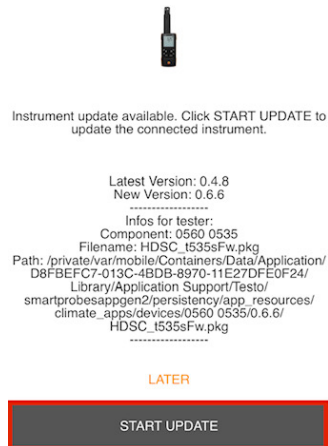 Instrument update available. Click START UPDATE to
update the connected instrument.
Latest Version: 0.4.8
New Version: 0.6.6
------------------
Infos for tester:
Component: 0560 0535
Filename: HDSC_t535sFw.pkg
Path: /private/var/mobile/Containers/Data/Application/
D8FBEFC7-013C-4BDB-8970-11E27DFE0F24/
Library/Application Support/Testo/
smartprobesappgen2/persistency/app_resources/
climate_apps/devices/0560 0535/0.6.6/
HDSC_t535sFw.pkg
------------------
LATER
START UPDATE